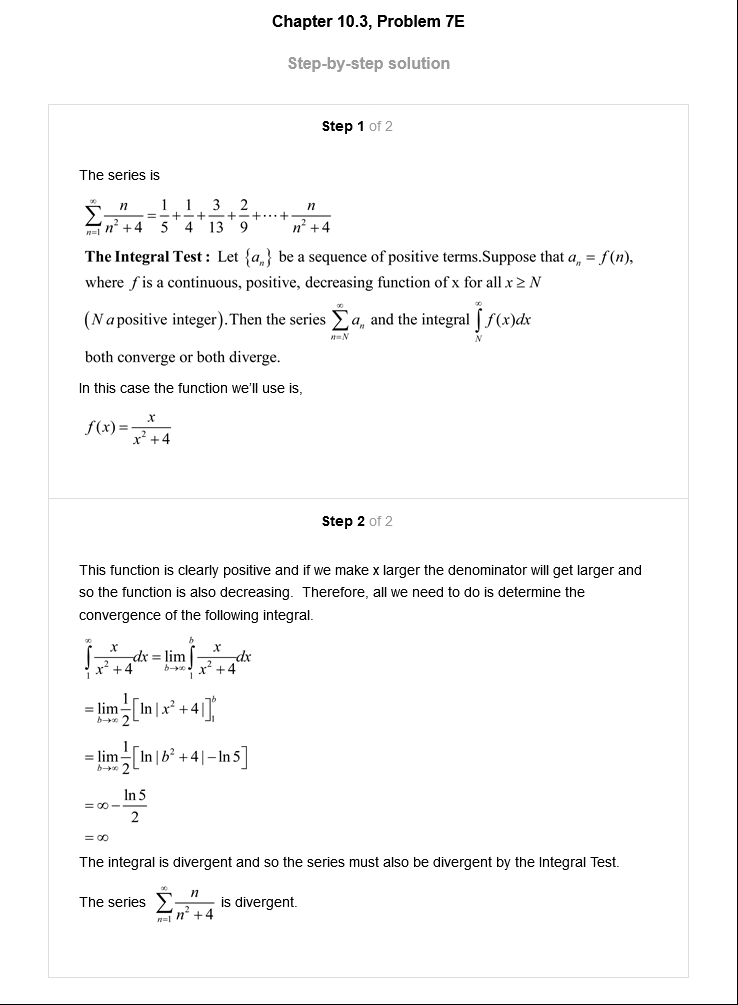 Chapter 10.3, Problem 7E
Step-by-step solution
Step 1 of 2
The series is
$\sum_{n=1}^{\infty} \frac{n}{n^2+4} = \frac{1}{5} + \frac{1}{4} + \frac{3}{13} + \frac{2}{9} + \cdots + \frac{n}{n^2+4}$
The Integral Test : Let $\{a_n\}$ be a sequence of positive terms.Suppose that $a_n = f(n)$,
where f is a continuous, positive, decreasing function of x for all $x \geq N$
(N a positive integer).Then the series $\sum_{n=N}^{\infty} a_n$ and the integral $\int_{N}^{\infty} f(x)dx$
both converge or both diverge.
In this case the function we'll use is,
$f(x) = \frac{x}{x^2+4}$
Step 2 of 2
This function is clearly positive and if we make x larger the denominator will get larger and
so the function is also decreasing. Therefore, all we need to do is determine the
convergence of the following integral.
$\int_{1}^{\infty} \frac{x}{x^2+4} dx = \lim_{b \to \infty} \int_{1}^{b} \frac{x}{x^2+4} dx$
$= \lim_{b \to \infty} \frac{1}{2} \left[ \ln | x^2+4 | \right]_{1}^{b}$
$= \lim_{b \to \infty} \frac{1}{2} \left[ \ln | b^2+4 | - \ln 5 \right]$
$= \infty - \frac{\ln 5}{2}$
$= \infty$
The integral is divergent and so the series must also be divergent by the Integral Test.
The series $\sum_{n=1}^{\infty} \frac{n}{n^2+4}$ is divergent.